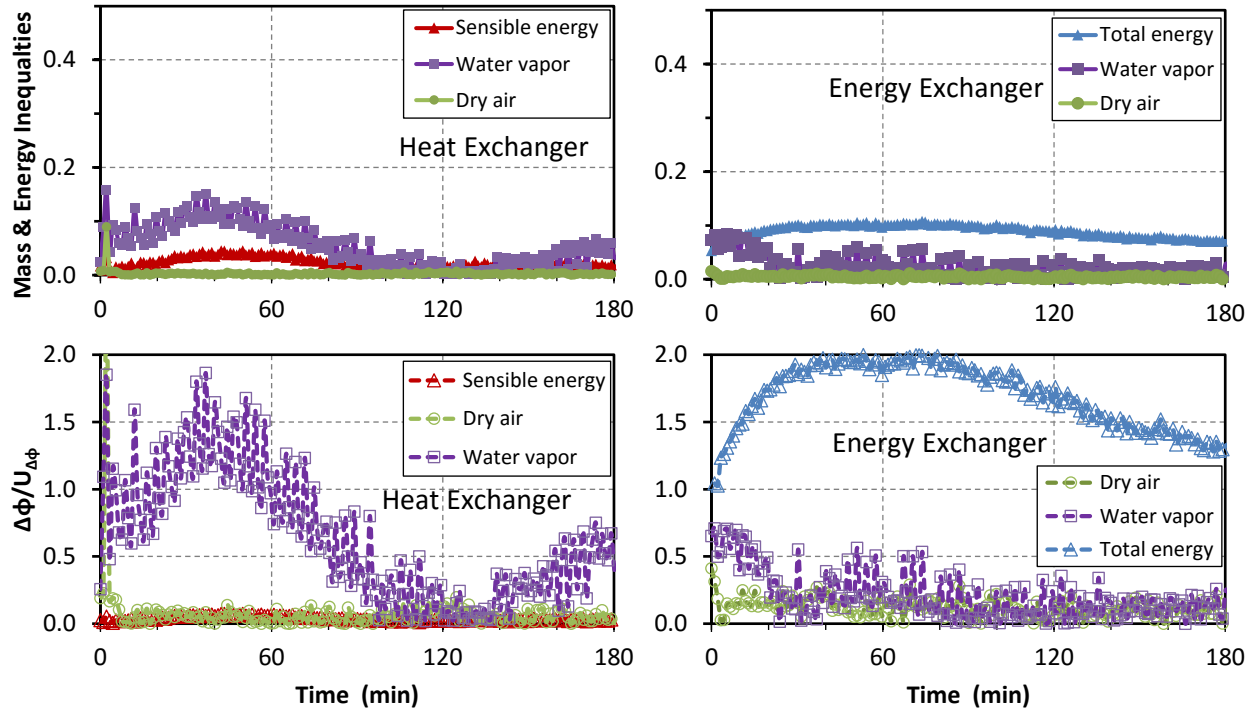 Mass & Energy Inequalties
0.4
0.2
0.0
0
60
120
180
Sensible energy
Water vapor
Dry air
Heat Exchanger
0.4
0.2
0.0
0
60
120
180
Total energy
Water vapor
Dry air
Energy Exchanger
Δϕ/U Δϕ
2.0
1.5
1.0
0.5
0.0
0
60
120
180
Time (min)
Sensible energy
Dry air
Water vapor
Heat Exchanger
2.0
1.5
1.0
0.5
0.0
0
60
120
180
Time (min)
Energy Exchanger
Dry air
Water vapor
Total energy